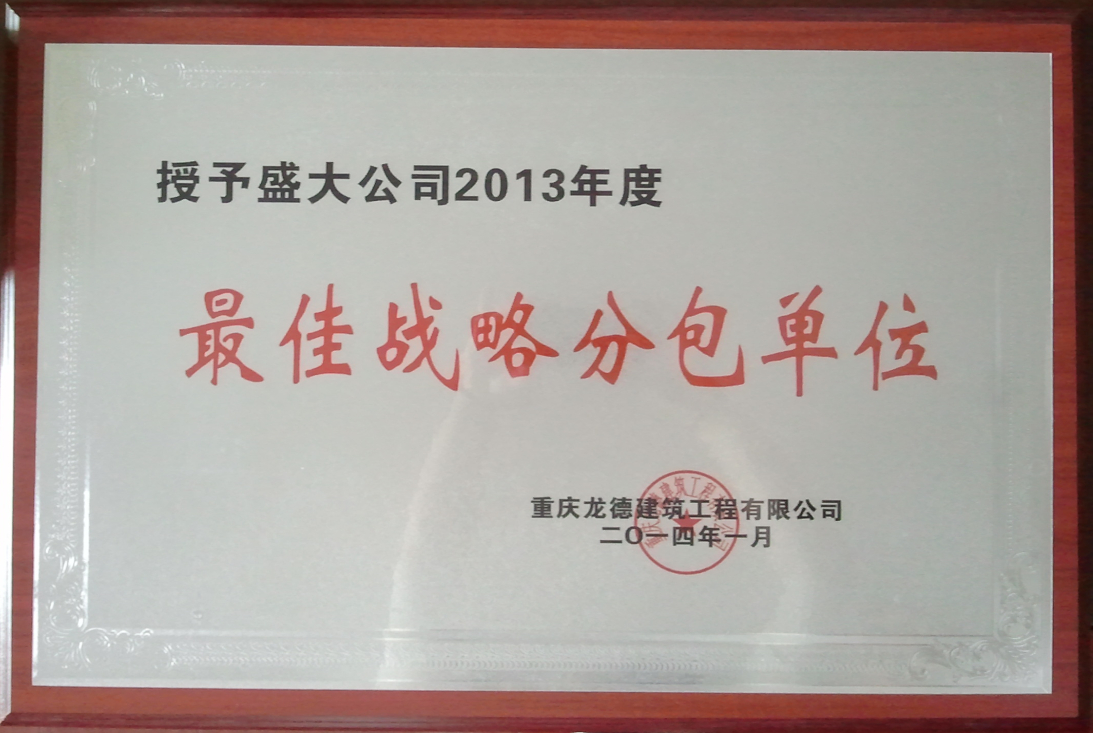 授予盛大公司2013年度
最佳战略分包单位
重庆龙德建筑工程有限公司
二O一四年一月